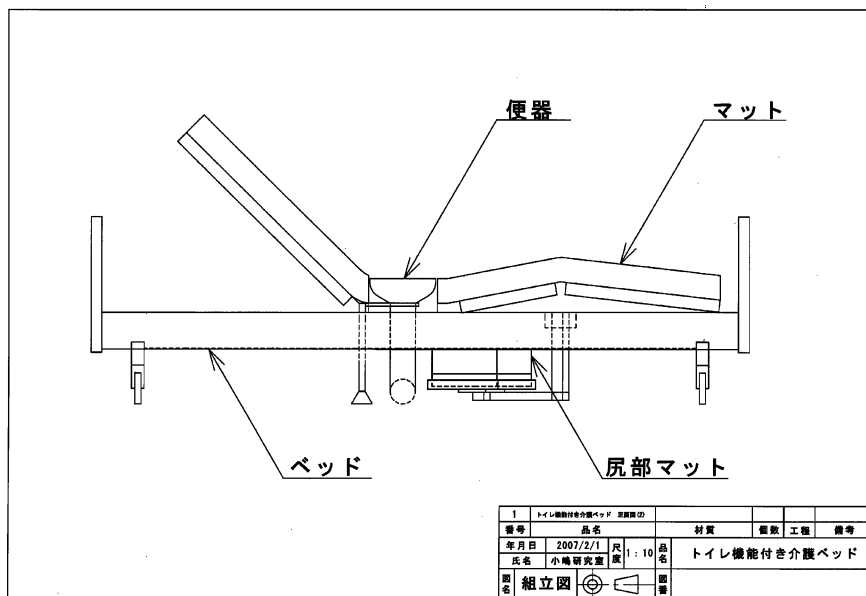 便器
マット
ベッド
尻部マット
1 トイレ機能付き介護ベッド 正面図(2)
番号 品名 材質 個数 工程 備考
年月日 2007/2/1 尺度 1:10 品名 トイレ機能付き介護ベッド
氏名 小嶋研究室
図名 組立図 図番